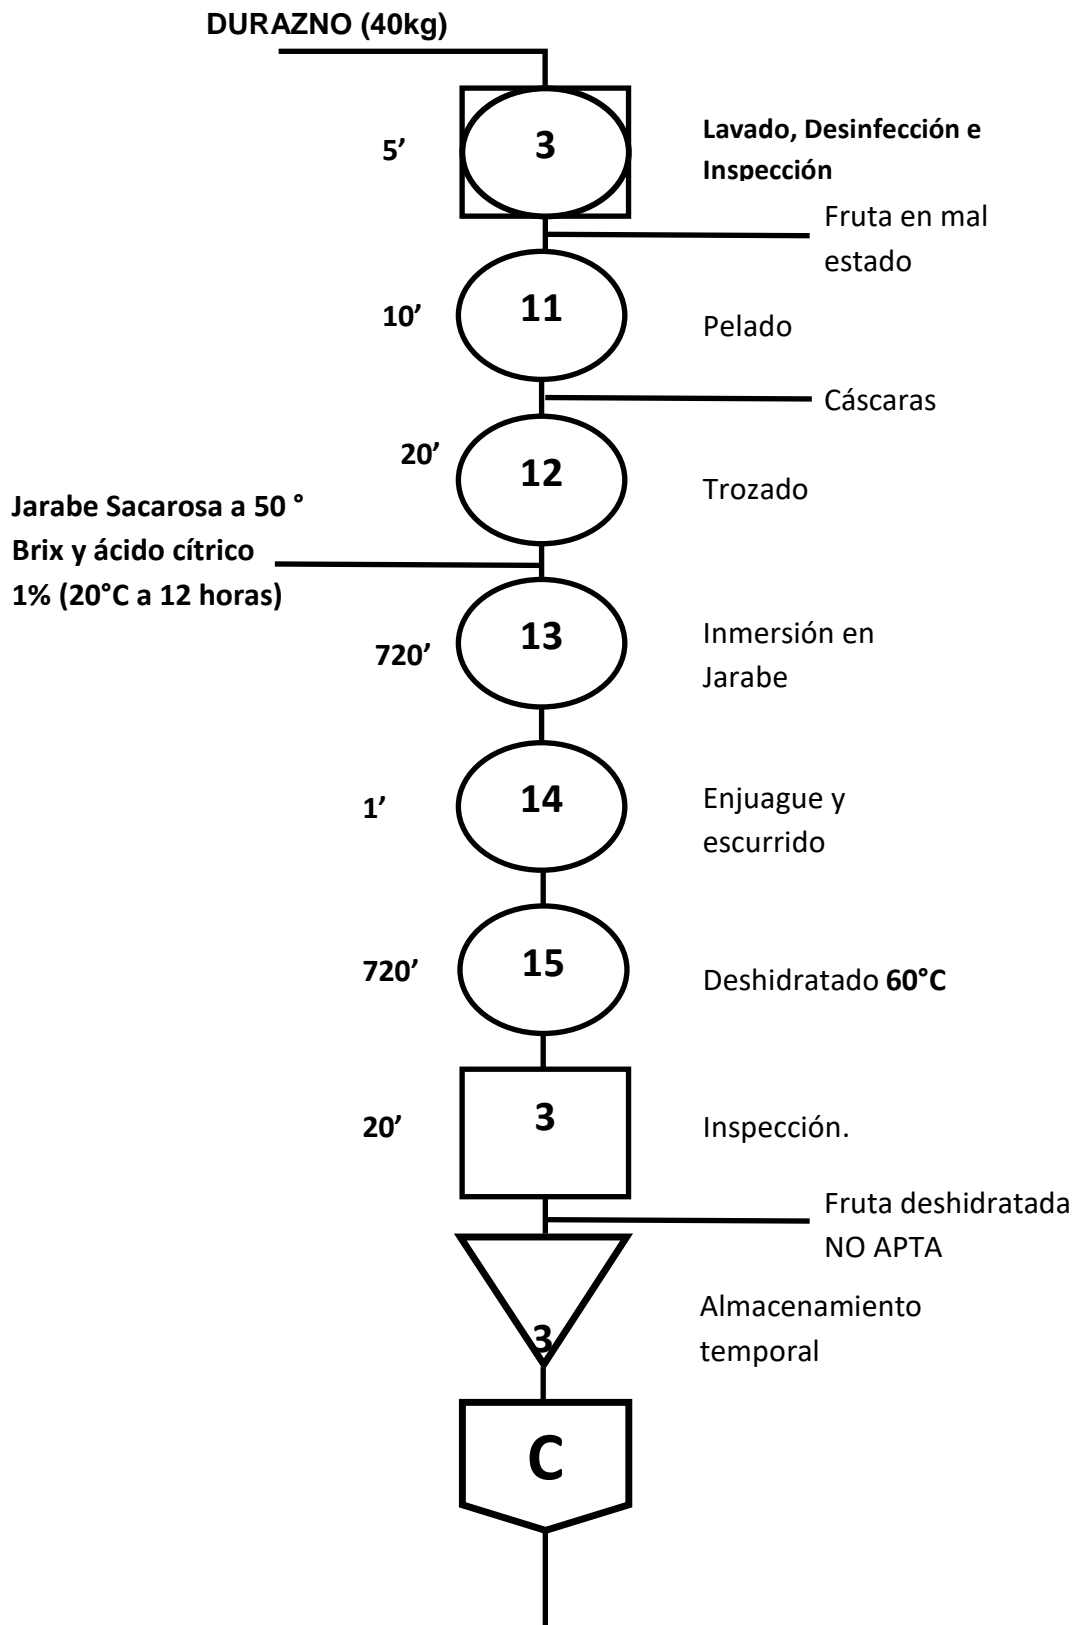 DURAZNO (40kg)
5’
3
Lavado, Desinfección e
Inspección
Fruta en mal
estado
10’
11
Pelado
Cáscaras
20’
12
Trozado
Jarabe Sacarosa a 50 °
Brix y ácido cítrico
1% (20°C a 12 horas)
720’
13
Inmersión en
Jarabe
1’
14
Enjuague y
escurrido
720’
15
Deshidratado 60°C
20’
3
Inspección.
Fruta deshidratada
NO APTA
3
Almacenamiento
temporal
C